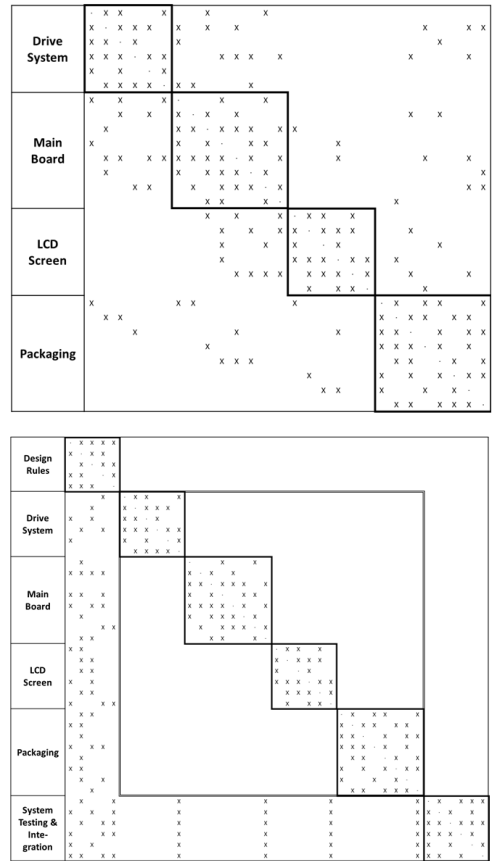 Drive
System
Main
Board
LCD
Screen
Packaging
Design
Rules
Drive
System
Main
Board
LCD
Screen
Packaging
System
Testing &
Inte-
gration